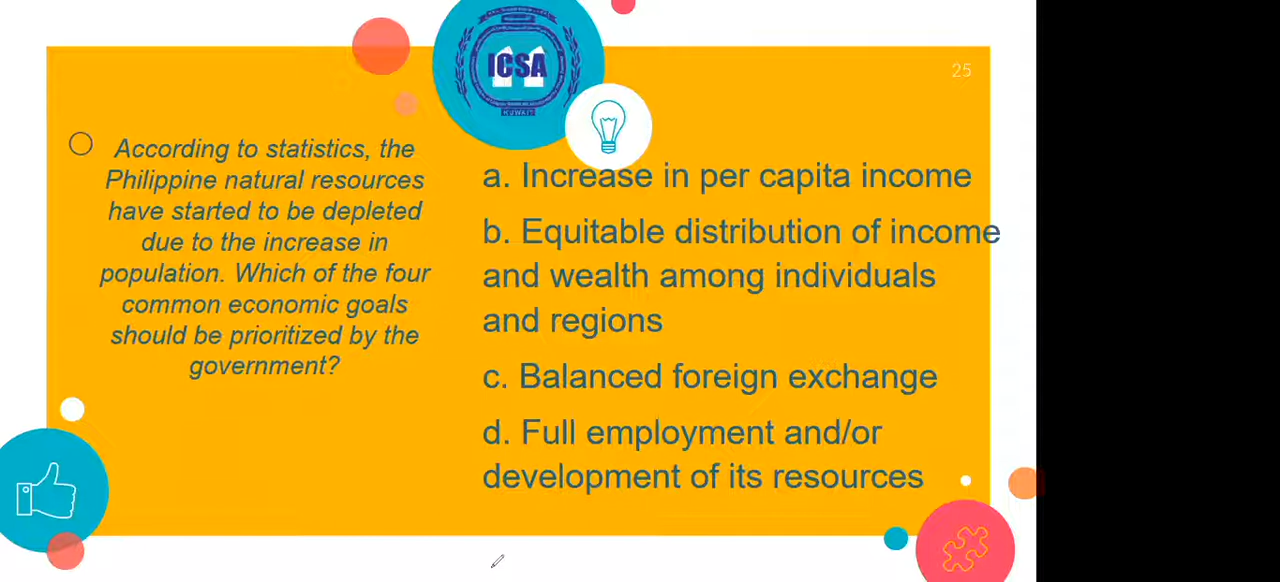 ICSA
KUWAIT
25
According to statistics, the
Philippine natural resources
have started to be depleted
due to the increase in
population. Which of the four
common economic goals
should be prioritized by the
government?
a. Increase in per capita income
b. Equitable distribution of income
and wealth among individuals
and regions
c. Balanced foreign exchange
d. Full employment and/or
development of its resources